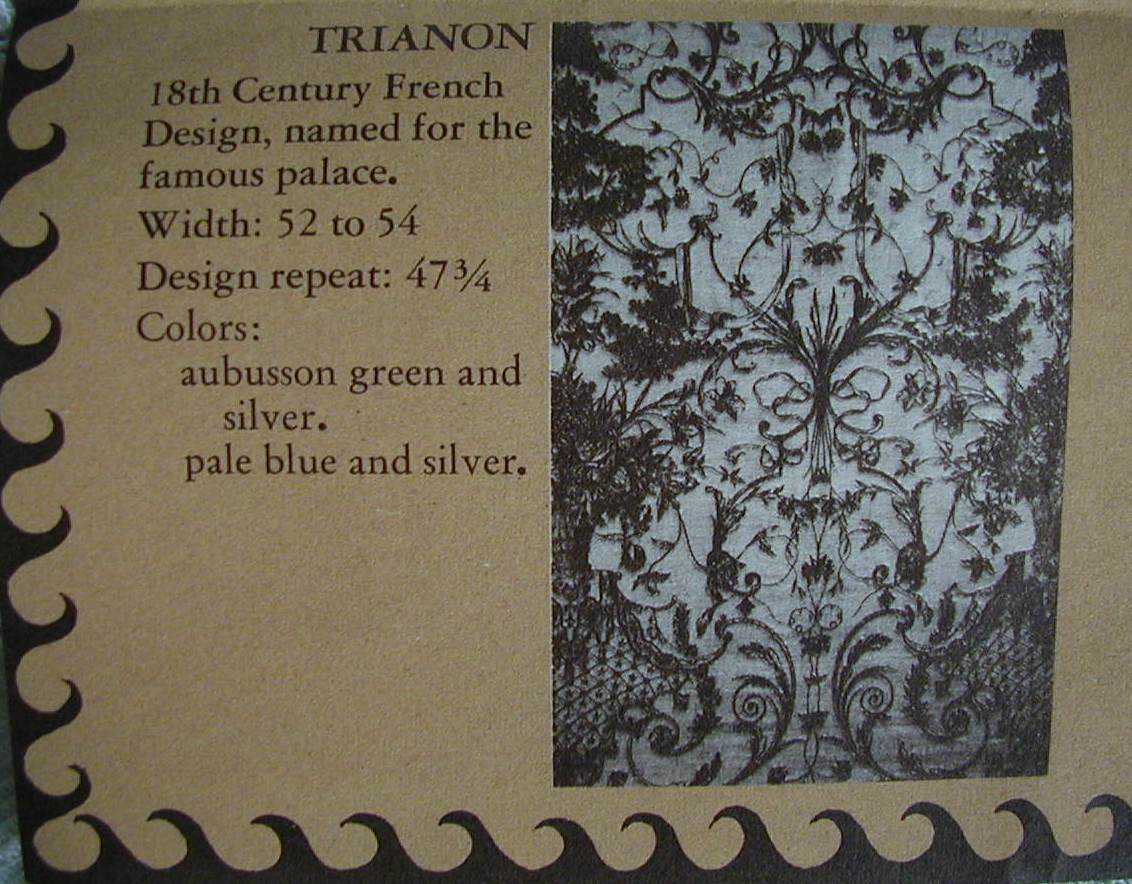 TRIANON
18th Century French
Design, named for the
famous palace.
Width: 52 to 54
Design repeat: 47¾
Colors:
aubusson green and
silver.
pale blue and silver.